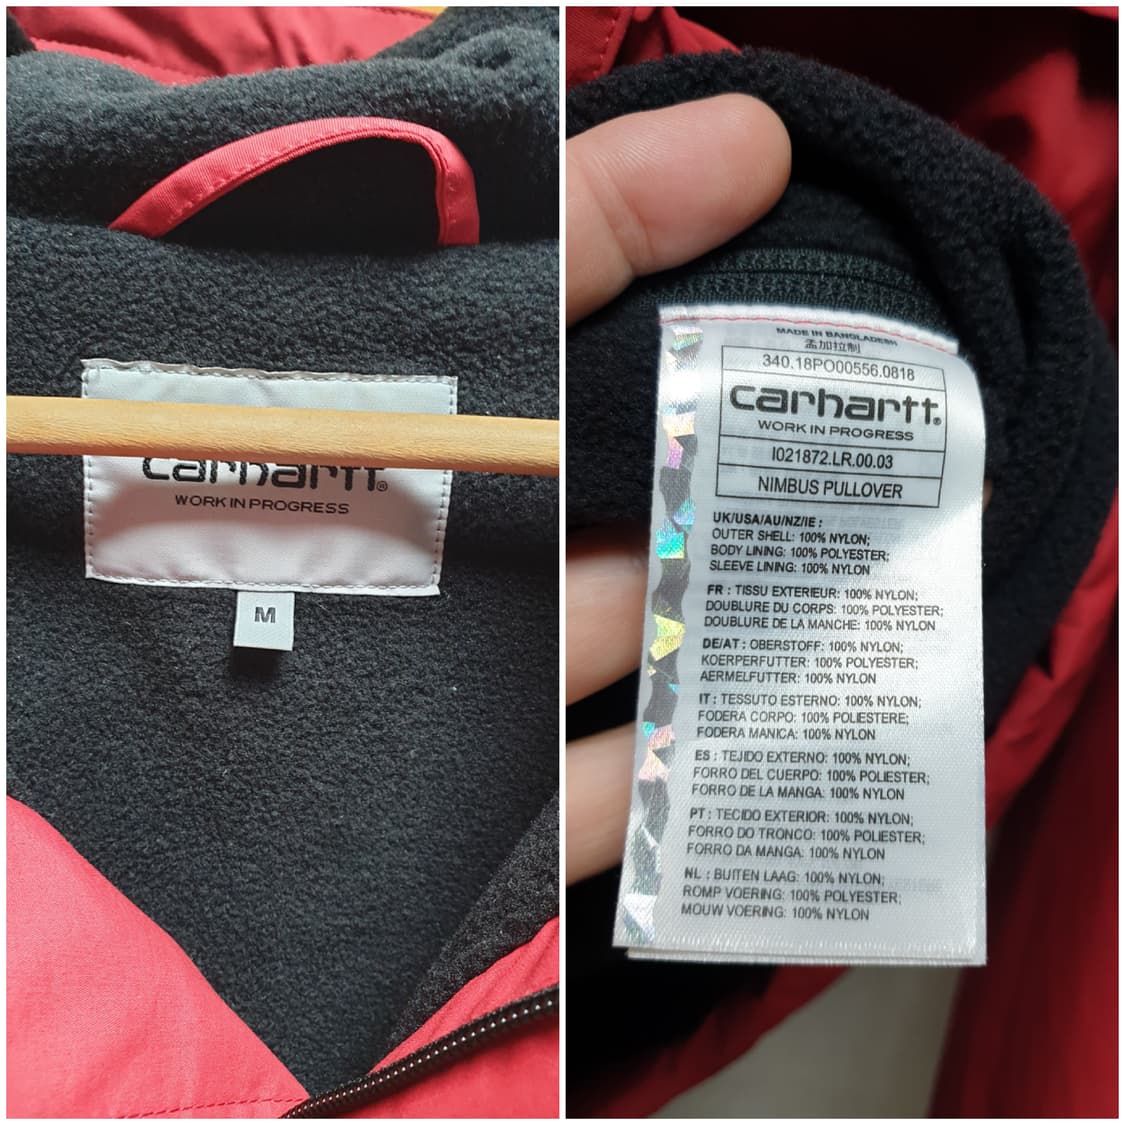 carhartt®
WORK IN PROGRESS
M
MADE IN BANGLADESH
孟加拉制
340.18PO00556.0818
carhartt®
WORK IN PROGRESS
I021872.LR.00.03
NIMBUS PULLOVER
UK/USA/AU/NZ/IE :
OUTER SHELL: 100% NYLON;
BODY LINING: 100% POLYESTER;
SLEEVE LINING: 100% NYLON
FR : TISSU EXTERIEUR: 100% NYLON;
DOUBLURE DU CORPS: 100% POLYESTER;
DOUBLURE DE LA MANCHE: 100% NYLON
DE/AT : OBERSTOFF: 100% NYLON;
KOERPERFUTTER: 100% POLYESTER;
AERMELFUTTER: 100% NYLON
IT : TESSUTO ESTERNO: 100% NYLON;
FODERA CORPO: 100% POLIESTERE;
FODERA MANICA: 100% NYLON
ES : TEJIDO EXTERNO: 100% NYLON;
FORRO DEL CUERPO: 100% POLIESTER;
FORRO DE LA MANGA: 100% NYLON
PT : TECIDO EXTERIOR: 100% NYLON;
FORRO DO TRONCO: 100% POLIESTER;
FORRO DA MANGA: 100% NYLON
NL : BUITEN LAAG: 100% NYLON;
ROMP VOERING: 100% POLYESTER;
MOUW VOERING: 100% NYLON